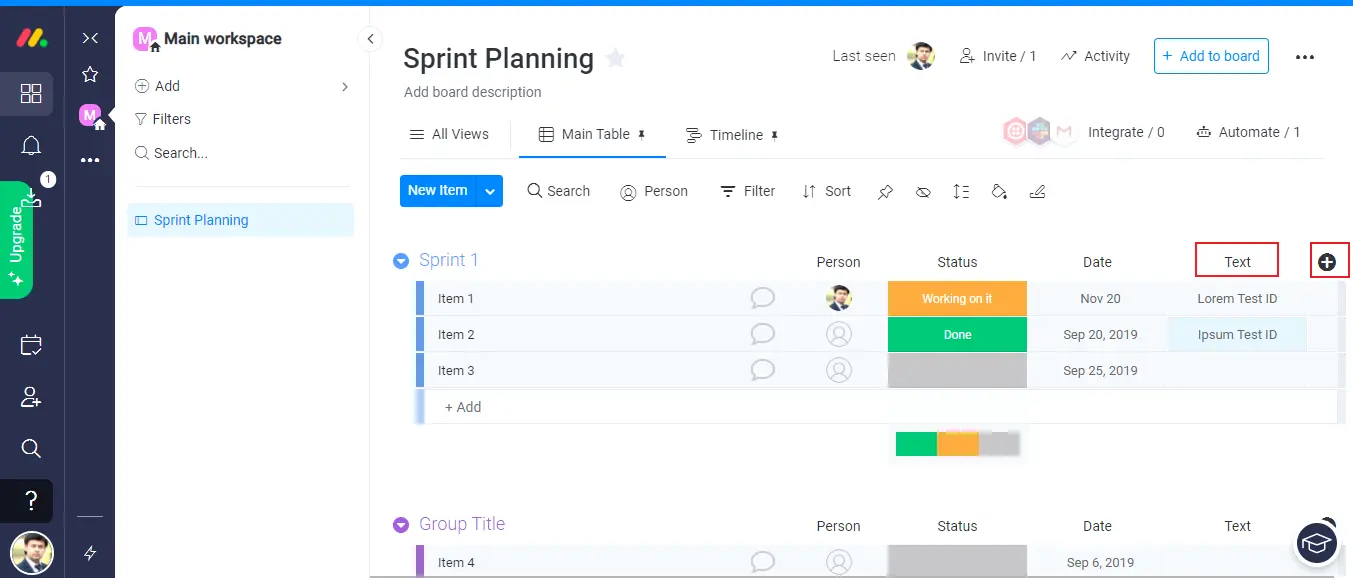 M Main workspace
Add
Filters
Search...
Sprint Planning
M
1
Upgrade
?
Sprint Planning
Last seen
Invite / 1
Activity
+ Add to board
Add board description
All Views
Main Table
Timeline
Integrate / 0
Automate / 1
New Item
Search
Person
Filter
Sort
Sprint 1 Person Status Date Text
Item 1 Working on it Nov 20 Lorem Test ID
Item 2 Done Sep 20, 2019 Ipsum Test ID
Item 3 Sep 25, 2019
+ Add
Group Title Person Status Date Text
Item 4 Sep 6, 2019